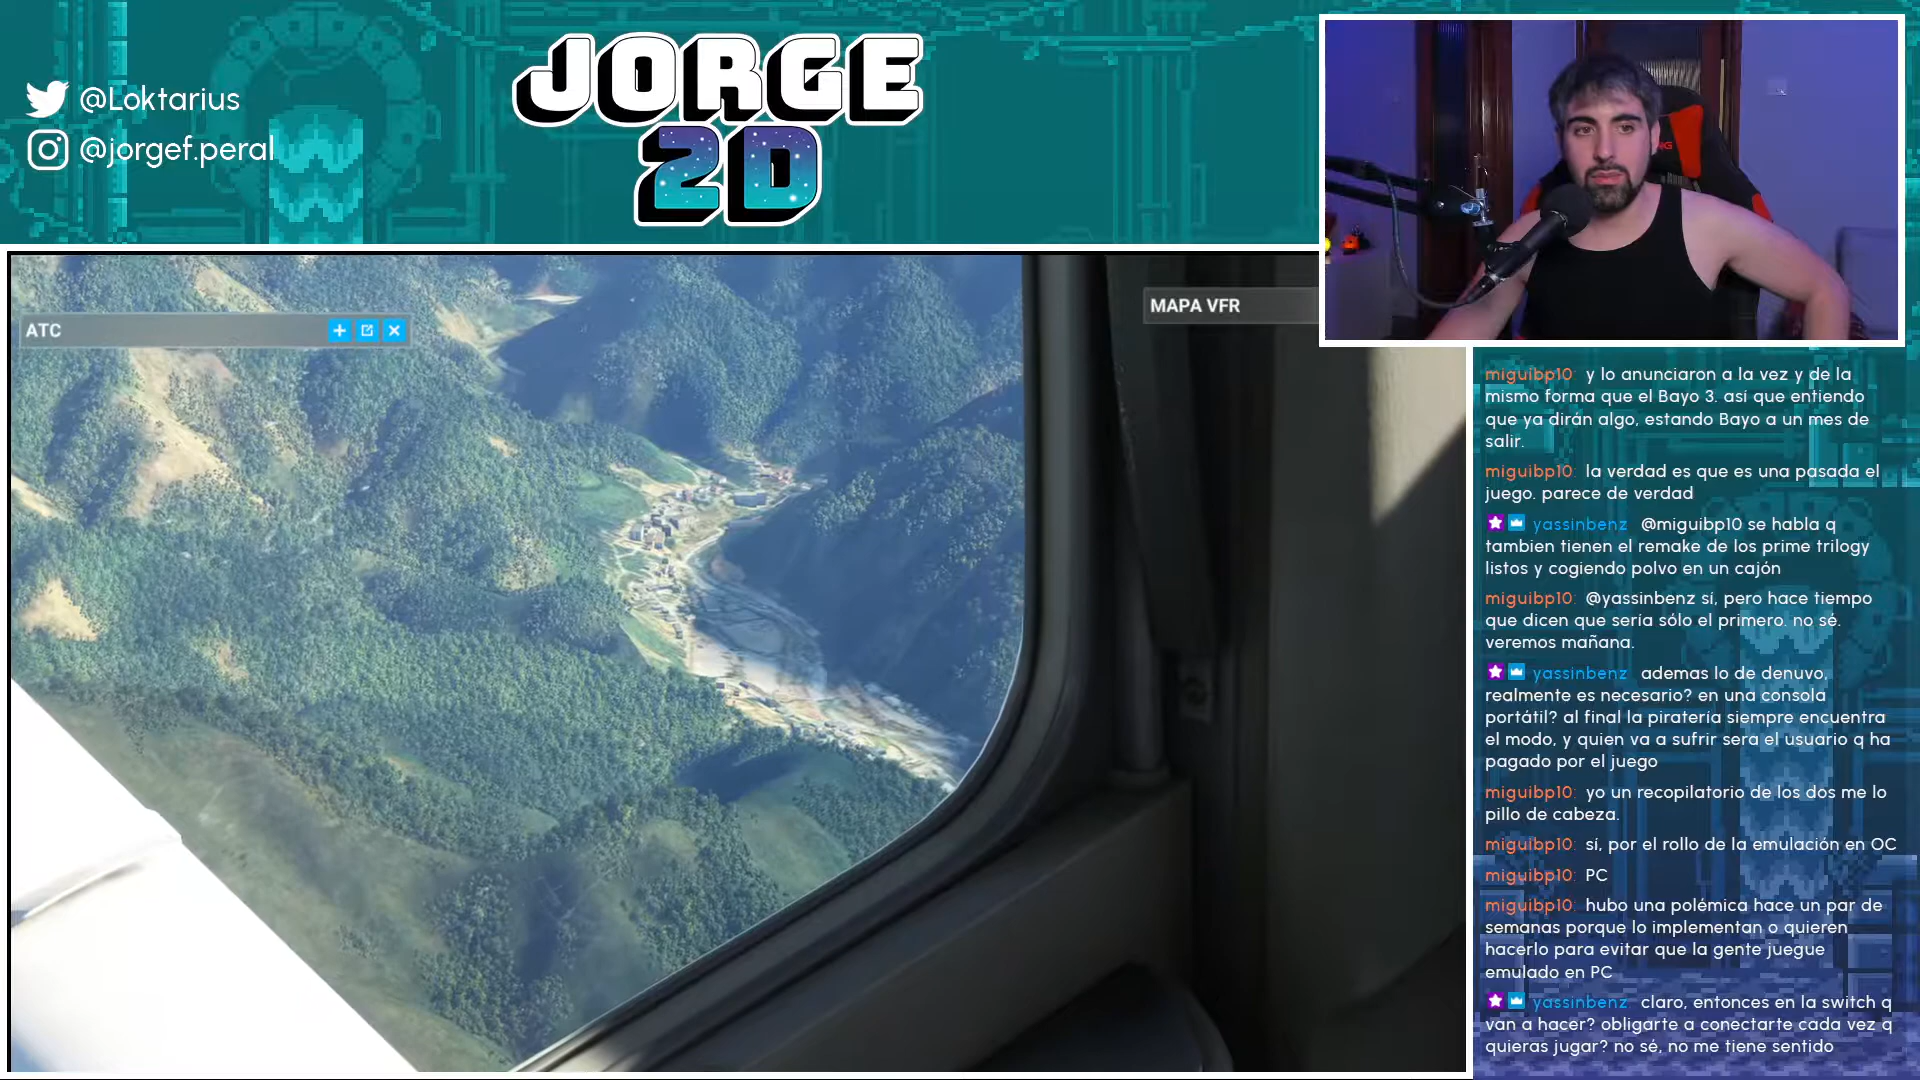 @Loktarius
@jorgef.peral
JORGE
2D
ATC
MAPA VFR
miguibp10: y lo anunciaron a la vez y de la
mismo forma que el Bayo 3. así que entiendo
que ya dirán algo, estando Bayo a un mes de
salir.
miguibp10: la verdad es que es una pasada el
juego. parece de verdad
yassinbenz @miguibp10 se habla q
tambien tienen el remake de los prime trilogy
listos y cogiendo polvo en un cajón
miguibp10: @yassinbenz sí, pero hace tiempo
que dicen que sería sólo el primero. no sé.
veremos mañana.
yassinbenz ademas lo de denuvo,
realmente es necesario? en una consola
portátil? al final la piratería siempre encuentra
el modo, y quien va a sufrir sera el usuario q ha
pagado por el juego
miguibp10: yo un recopilatorio de los dos me lo
pillo de cabeza.
miguibp10: sí, por el rollo de la emulación en OC
miguibp10: PC
miguibp10: hubo una polémica hace un par de
semanas porque lo implementan o quieren
hacerlo para evitar que la gente juegue
emulado en PC
yassinbenz claro, entonces en la switch q
van a hacer? obligarte a conectarte cada vez q
quieras jugar? no sé, no me tiene sentido